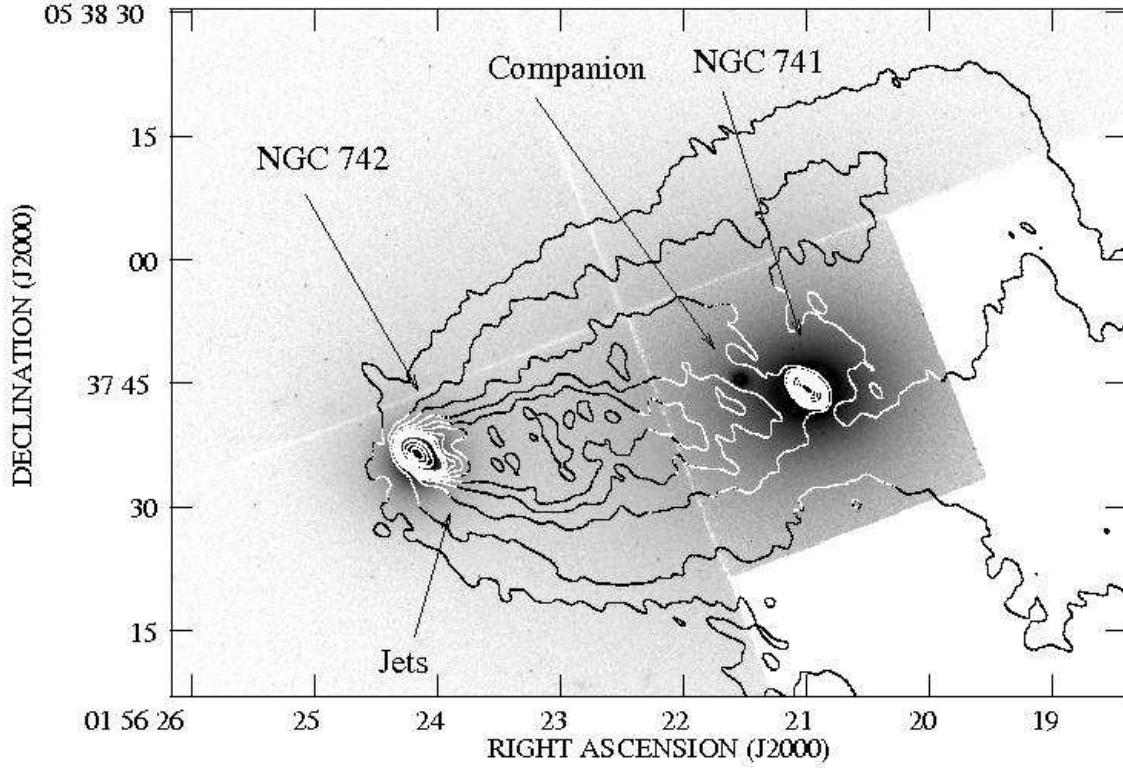 05 38 30
Companion
NGC 741
15
NGC 742
00
37 45
30
15
Jets
DECLINATION (J2000)
01 56 26
25
24
23
22
21
20
19
RIGHT ASCENSION (J2000)